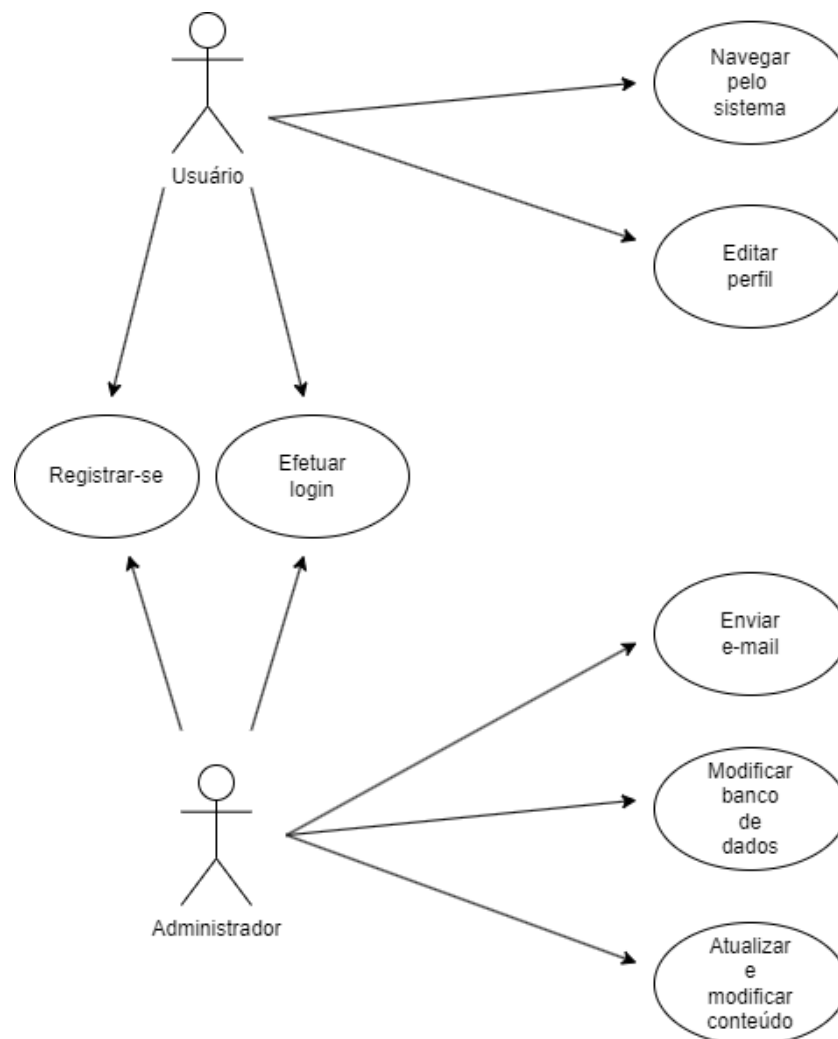 Navegar
pelo
sistema
Usuário
Editar
perfil
Registrar-se
Efetuar
login
Enviar
e-mail
Modificar
banco
de
dados
Administrador
Atualizar
e
modificar
conteúdo